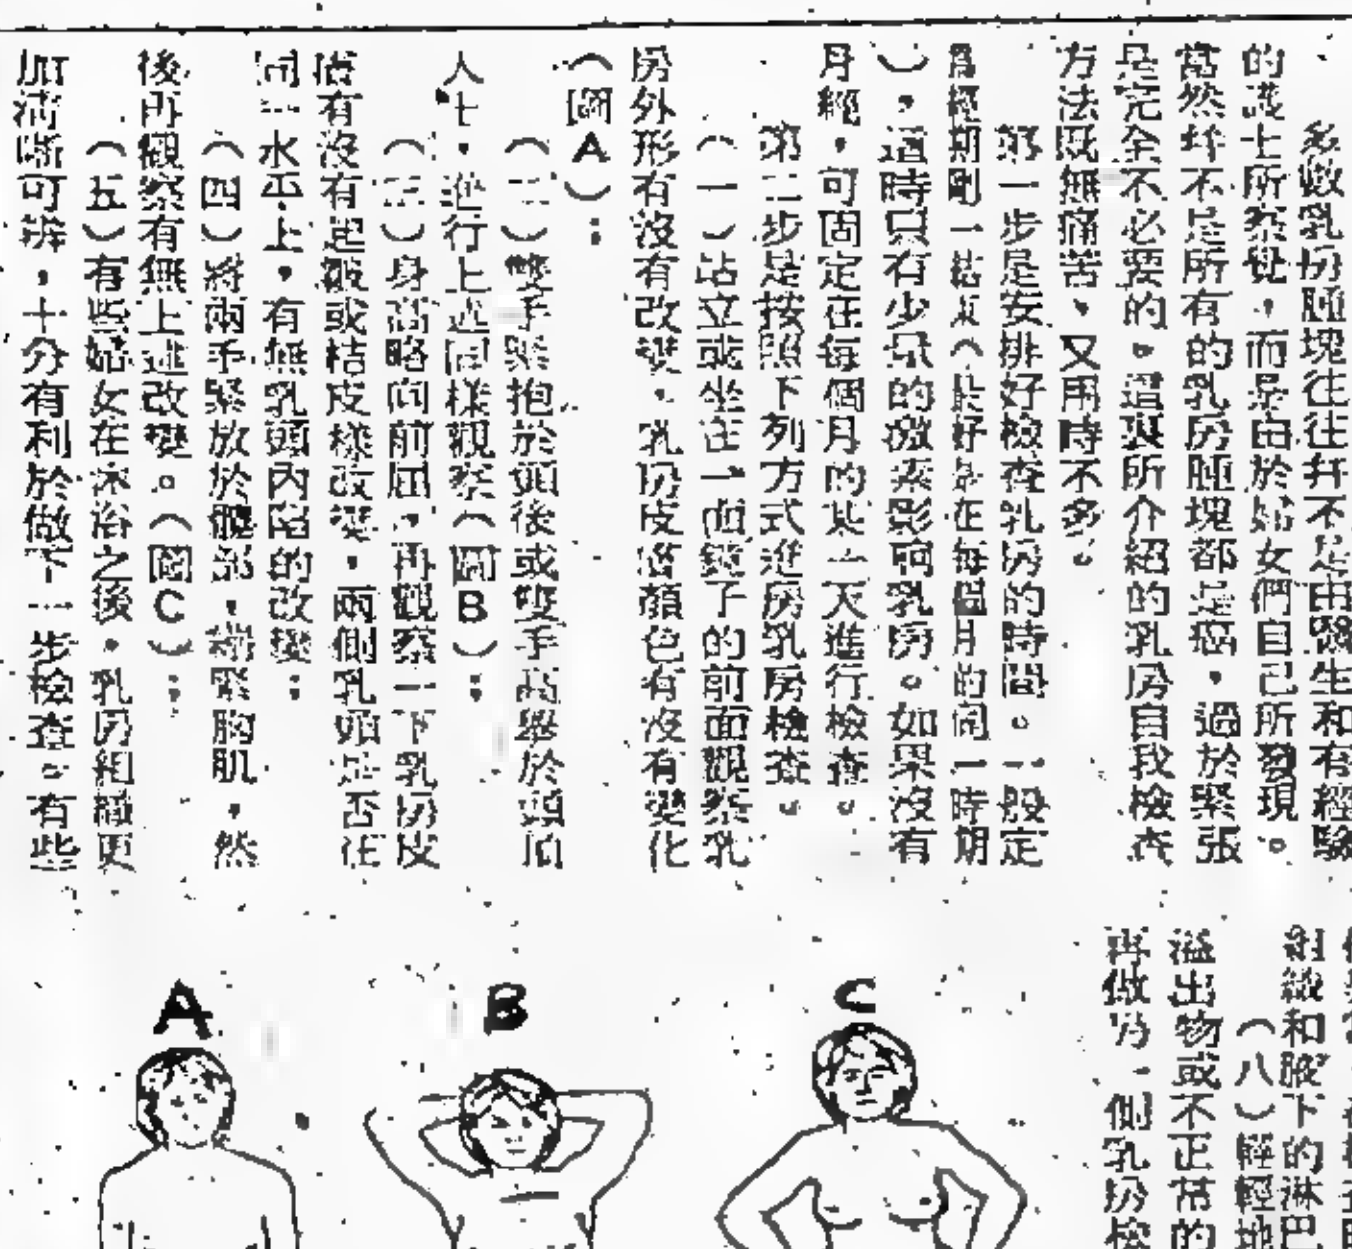 多數乳房腫塊往往并不是由醫生和有經驗
的護士所察覺,而是由於婦女們自己所發現。
當然并不是所有的乳房腫塊都是癌,過於緊張
是完全不必要的。這裏所介紹的乳房自我檢查
方法既無痛苦,又用時不多。
第一步是安排好檢查乳房的時間。一般定
爲經期剛一結束(最好是在每個月的同一時期
),這時只有少量的激素影响乳房。如果沒有
月經,可固定在每個月的某一天進行檢查。
第二步是按照下列方式進房乳房檢查。
(一)站立或坐在一面鏡子的前面觀察乳
房外形有沒有改變,乳房皮膚顏色有沒有變化
(圖A);
(二)雙手緊抱於頭後或雙手高舉於頭
人士,進行上述同樣觀察(圖B);
(三)身高略向前屈,再觀察一下乳房皮
膚有沒有起皺或桔皮樣改變,兩側乳頭是否在
同一水平上,有無乳頭內陷的改變;
(四)將兩手緊放於髖部,綳緊胸肌,然
後再觀察有無上述改變。(圖C);
(五)有些婦女在沐浴之後,乳房組織更
加清晰可辨,十分有利於做下一步檢查。有些
組織和腋下的淋巴
(八)輕輕地
溢出物或不正常的
再做另一側乳房檢
A
B
C